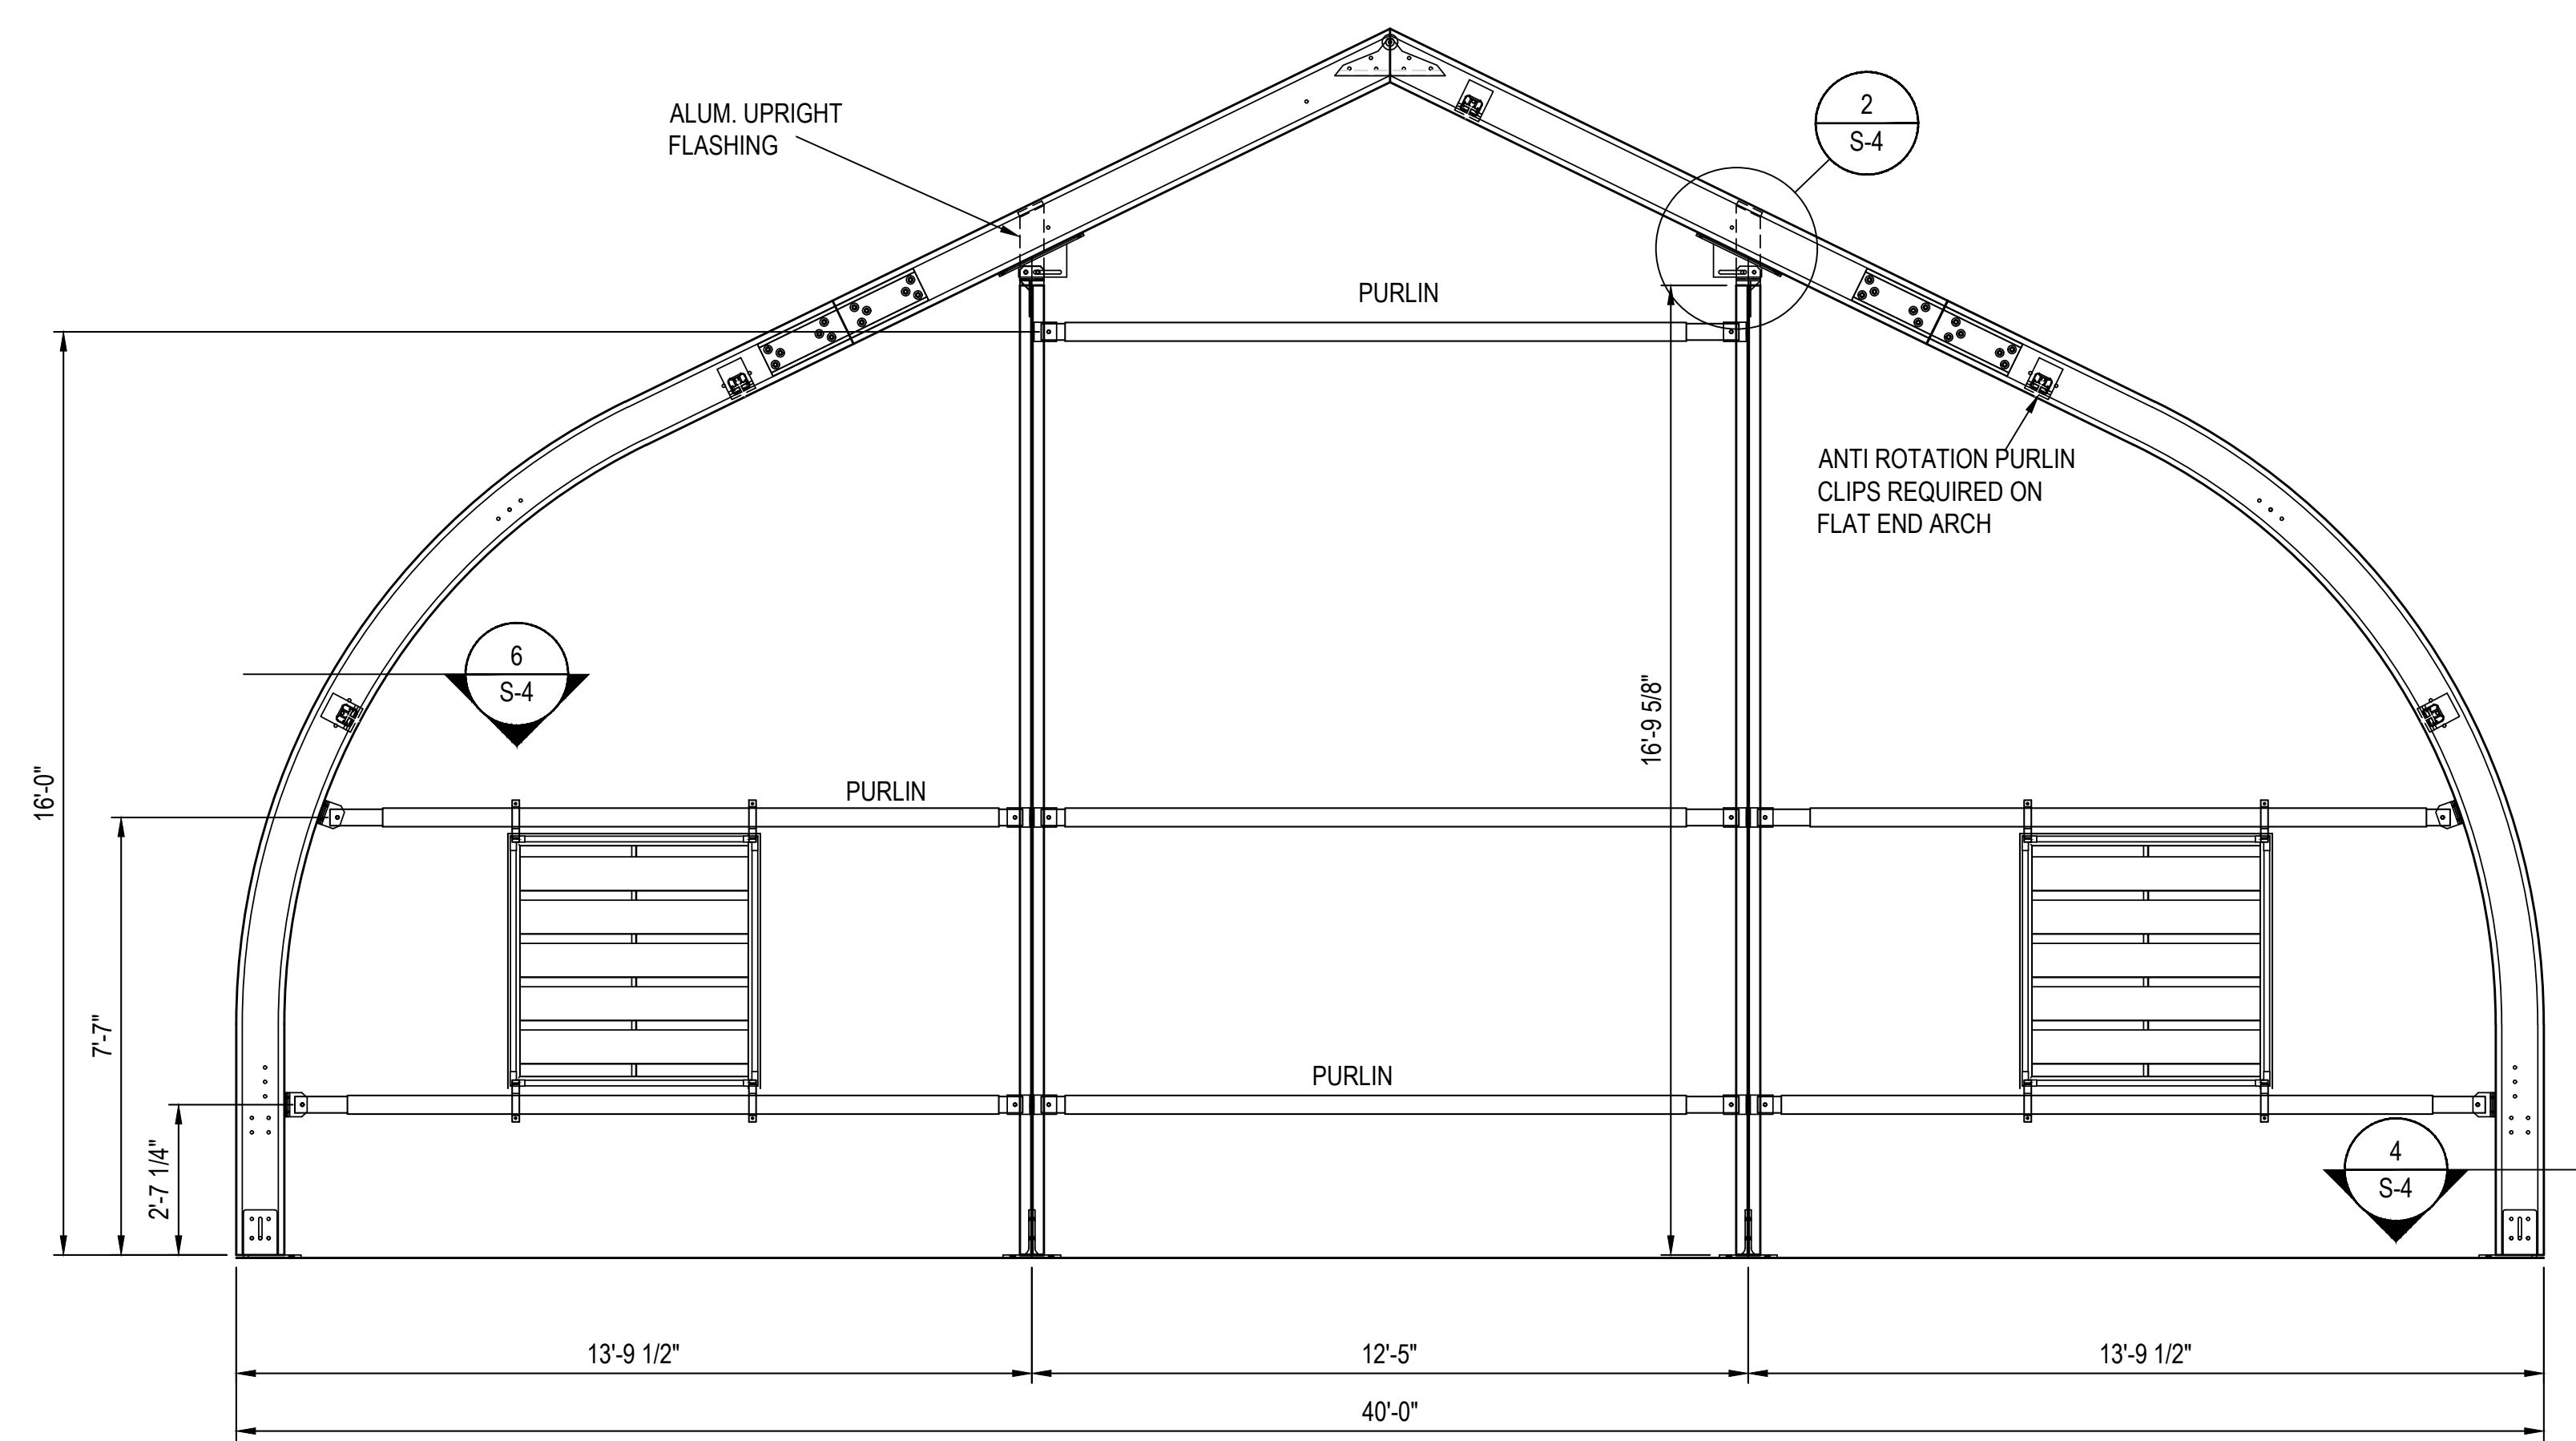 2
S-4
ALUM. UPRIGHT
FLASHING
PURLIN
ANTI ROTATION PURLIN
CLIPS REQUIRED ON
FLAT END ARCH
6
S-4
16'-9 5/8"
16'-0"
PURLIN
7'-7"
PURLIN
2'-7 1/4"
4
S-4
13'-9 1/2"
12'-5"
13'-9 1/2"
40'-0"